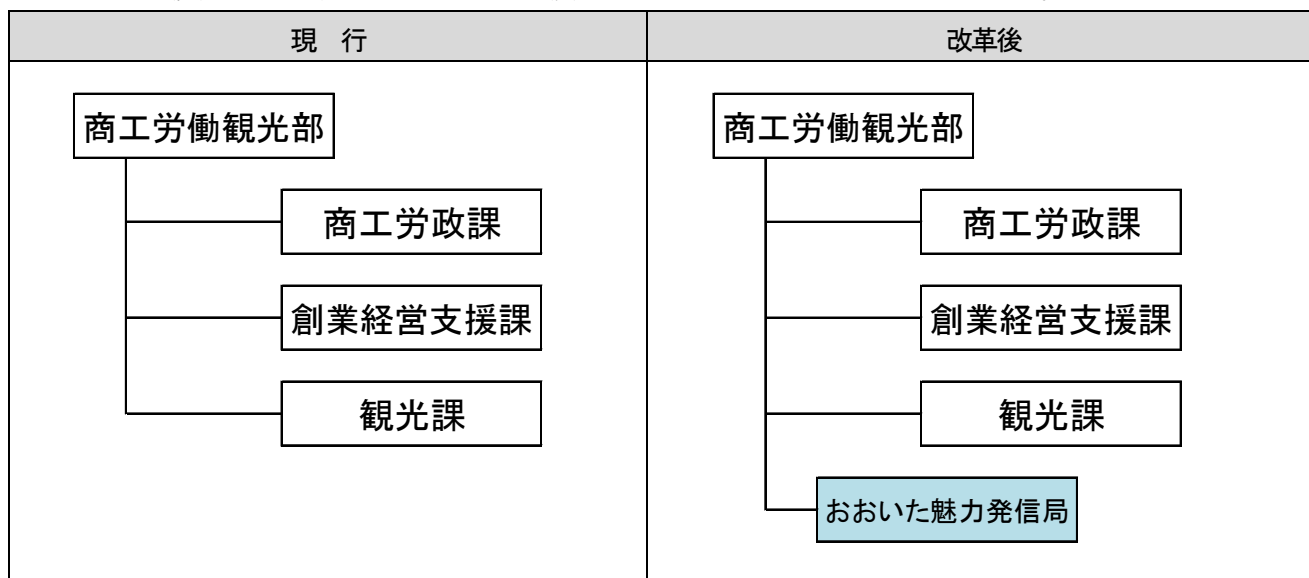 現　行
改革後
商工労働観光部
商工労政課
創業経営支援課
観光課
商工労働観光部
商工労政課
創業経営支援課
観光課
おおいた魅力発信局